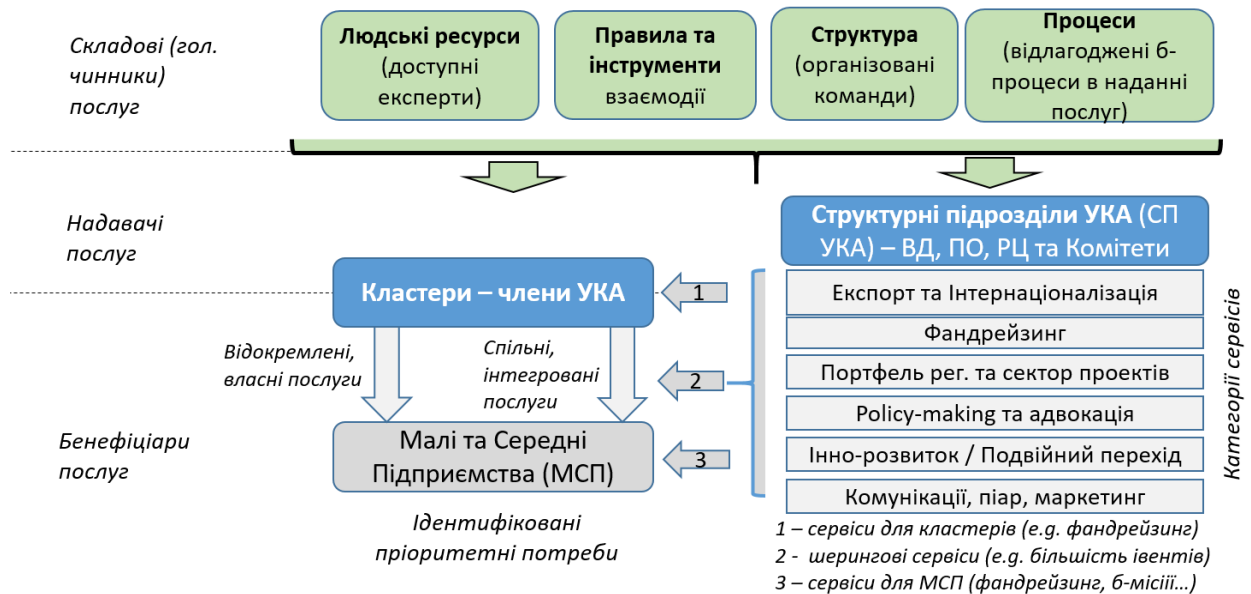 Складові (гол.
чинники)
послуг
Людські ресурси
(доступні
експерти)
Правила та
інструменти
взаємодії
Структура
(організовані
команди)
Процеси
(відлагоджені б-
процеси в наданні
послуг)
Надавачі
послуг
Структурні підрозділи УКА (СП
УКА) – ВД, ПО, РЦ та Комітети
Кластери – члени УКА
1
Експорт та Інтернаціоналізація
Фандрейзинг
Портфель рег. та сектор проектів
Policy-making та адвокація
Інно-розвиток / Подвійний перехід
Комунікації, піар, маркетинг
Категорії сервісів
Відокремлені,
власні послуги
Спільні,
інтегровані
послуги
2
Бенефіціари
послуг
Малі та Середні
Підприємства (МСП)
3
Ідентифіковані
пріоритетні потреби
1 – сервіси для кластерів (e.g. фандрейзинг)
2 - шерингові сервіси (e.g. більшість івентів)
3 – сервіси для МСП (фандрейзинг, б-місіїі…)